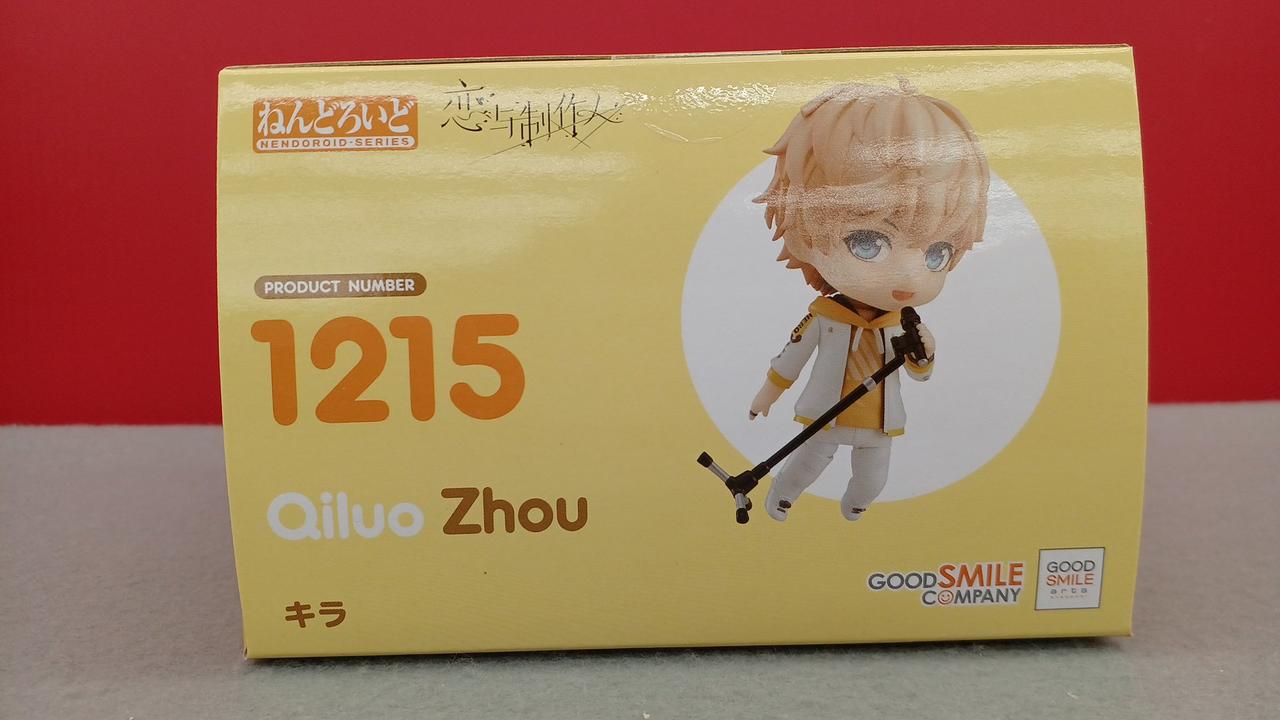 ねんどろいど
NENDOROID·SERIES
恋与制作人
PRODUCT NUMBER
1215
Qiluo Zhou
キラ
HERO
GOOD SMILE
COMPANY
GOOD
SMILE
arts